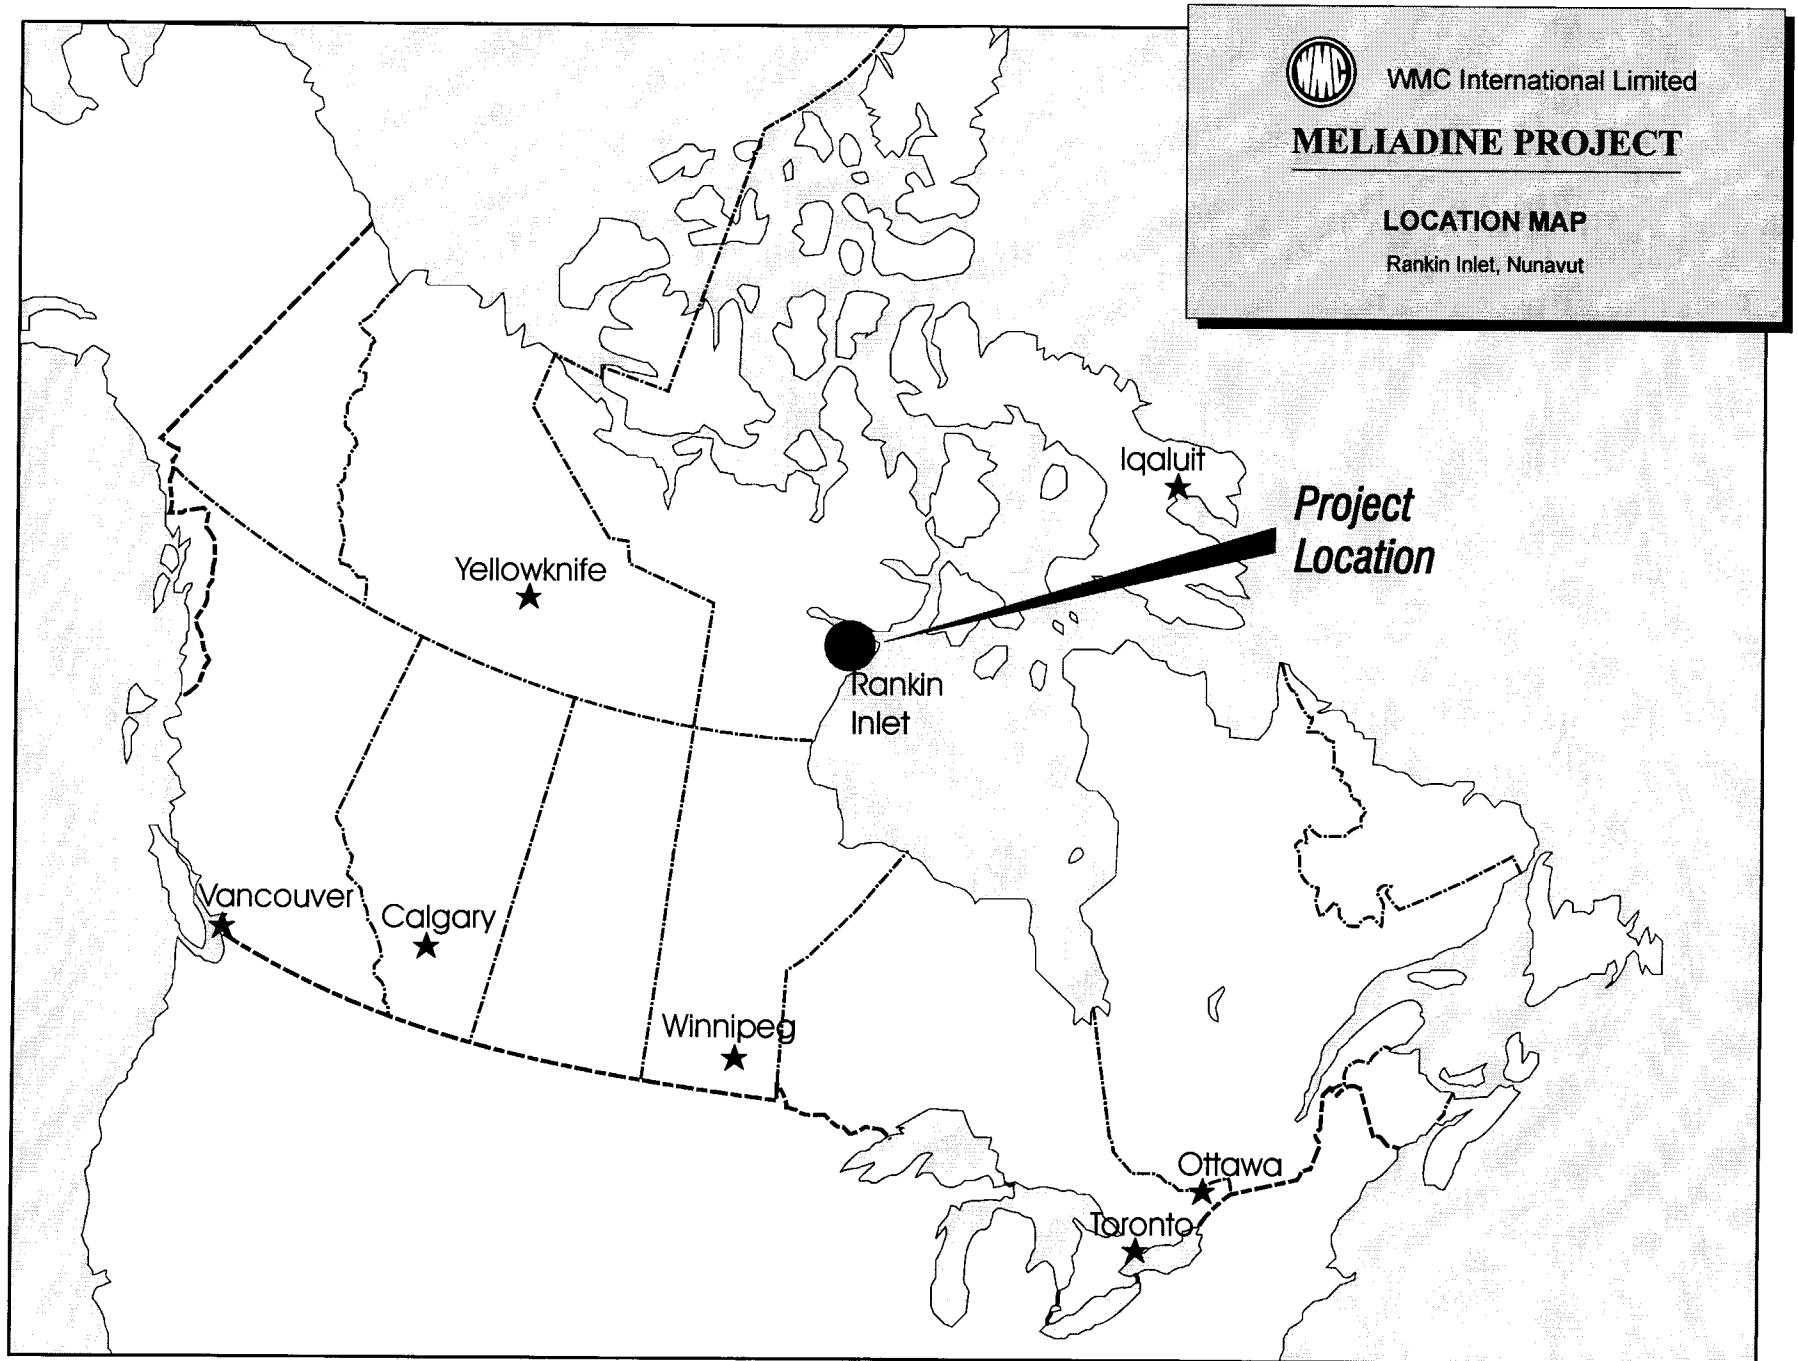 WMC WMC International Limited
MELIADINE PROJECT
LOCATION MAP
Rankin Inlet, Nunavut
Iqaluit
Project
Location
Yellowknife
Rankin
Inlet
Vancouver
Calgary
Winnipeg
Ottawa
Toronto